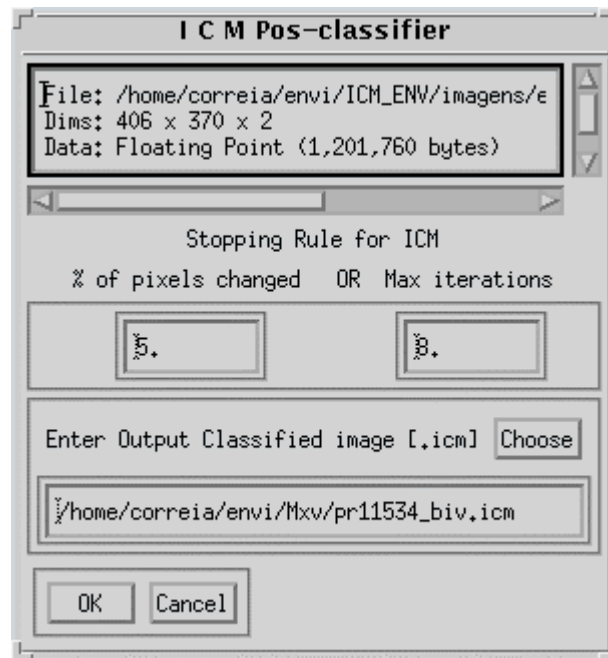 I C M Pos-classifier
File: /home/correia/envi/ICM_ENV/imagens/e
Dims: 406 x 370 x 2
Data: Floating Point (1,201,760 bytes)
Stopping Rule for ICM
% of pixels changed OR Max iterations
5. 8.
Enter Output Classified image [.icm] Choose
/home/correia/envi/Mxv/pr11534_biv.icm
OK Cancel